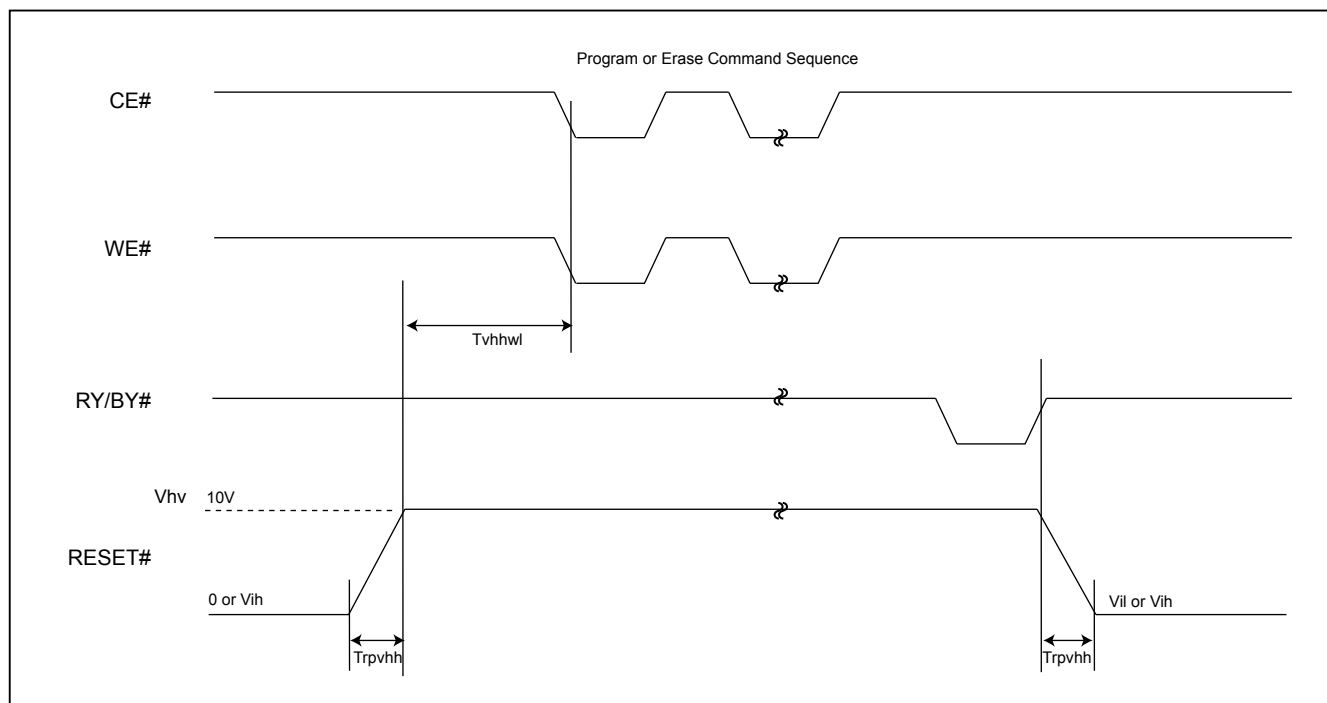 Program or Erase Command Sequence
CE#
WE#
Tvhhwl
RY/BY#
Vhv 10V
RESET#
0 or Vih
Vil or Vih
Trpvhh
Trpvhh